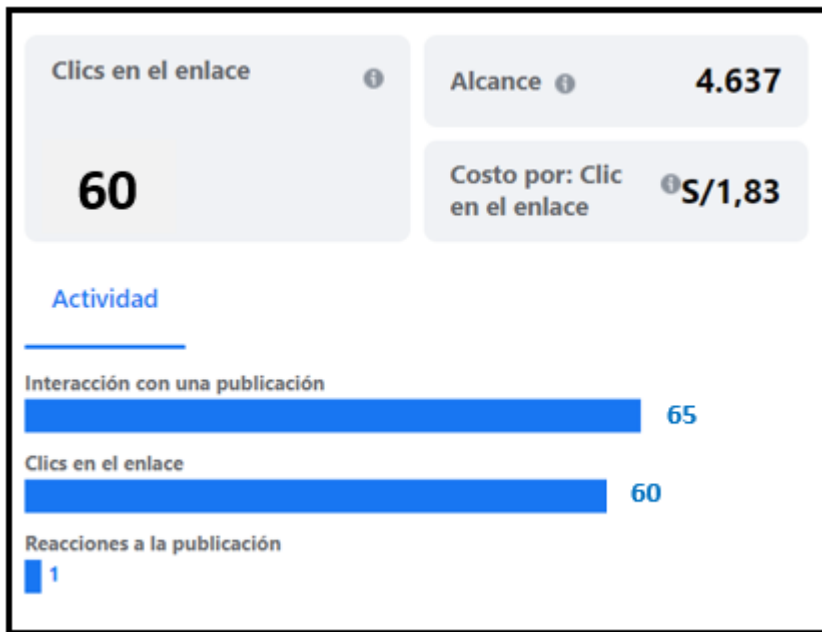 Clics en el enlace
60
Alcance 4.637
Costo por: Clic
en el enlace
S/1,83
Actividad
Interacción con una publicación
65
Clics en el enlace
60
Reacciones a la publicación
1